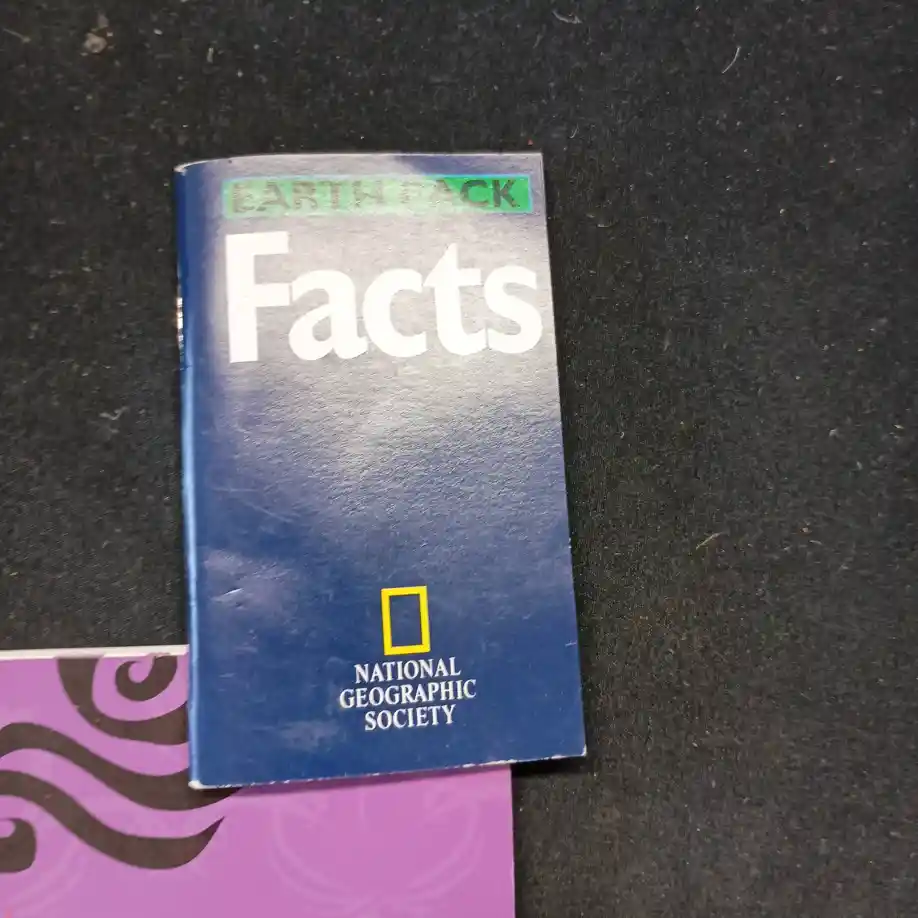 EARTH PACK
Facts
NATIONAL
GEOGRAPHIC
SOCIETY